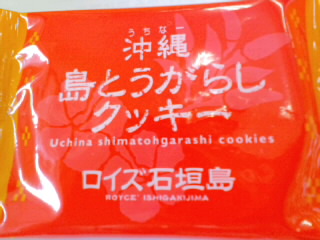 うちなー
沖縄
島とうがらし
クッキー
Uchina shimatohgarashi cookies
ロイズ石垣島
ROYCE' ISHIGAKIJIMA